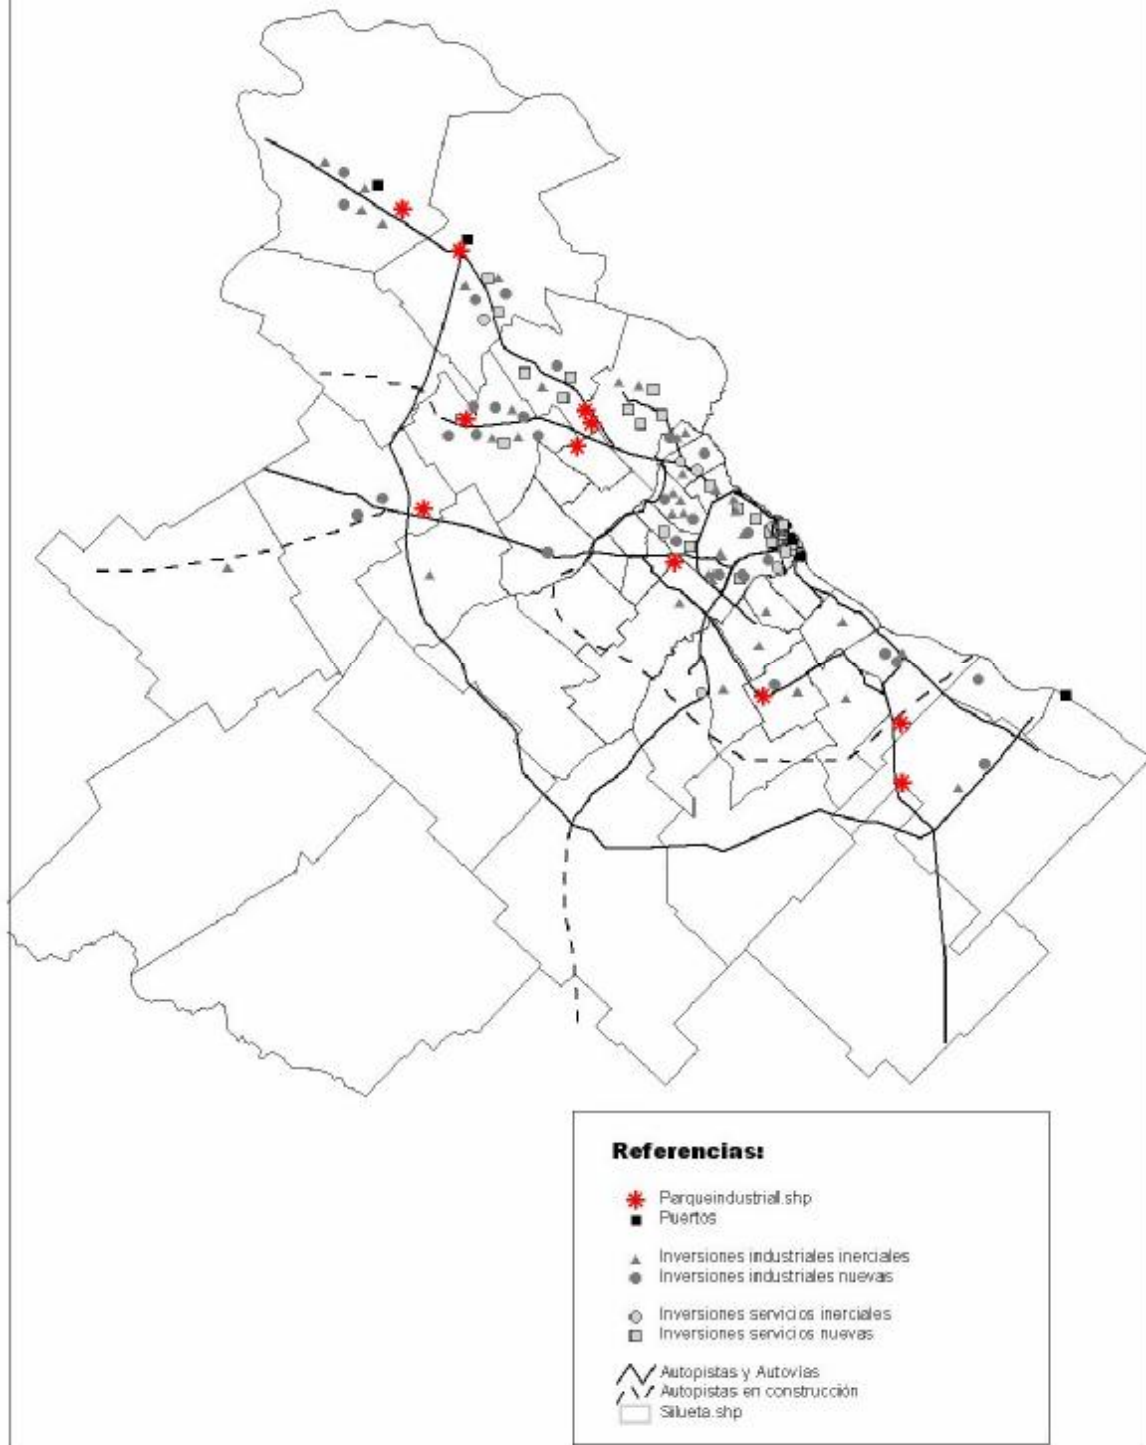 Referencias:
Parqueindustrial.shp
Puertos
Inversiones industriales inerciales
Inversiones industriales nuevas
Inversiones servicios inerciales
Inversiones servicios nuevas
Autopistas y Autovías
Autopistas en construcción
Silueta.shp